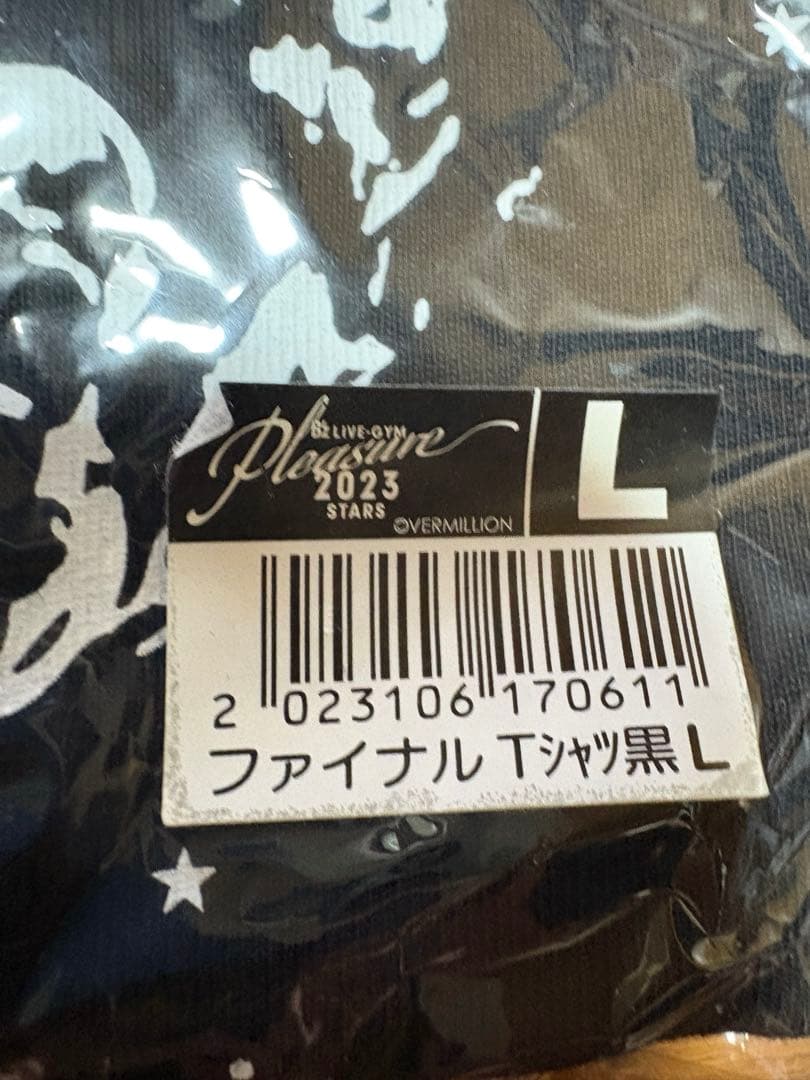 B'z LIVE-GYM
Pleasure
2023
STARS
©VERMILLION
L
2 023106 170611
ファイナル Tシャツ黒 L